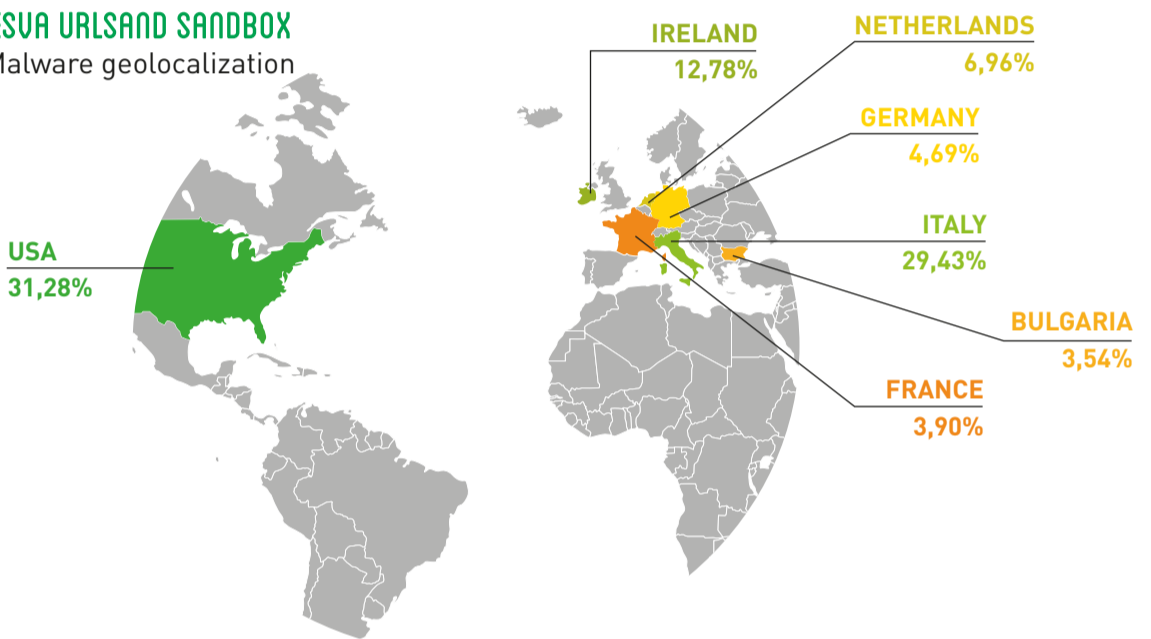 ESVA URLSAND SANDBOX
Malware geolocalization
IRELAND
12,78%
NETHERLANDS
6,96%
GERMANY
4,69%
USA
31,28%
ITALY
29,43%
BULGARIA
3,54%
FRANCE
3,90%